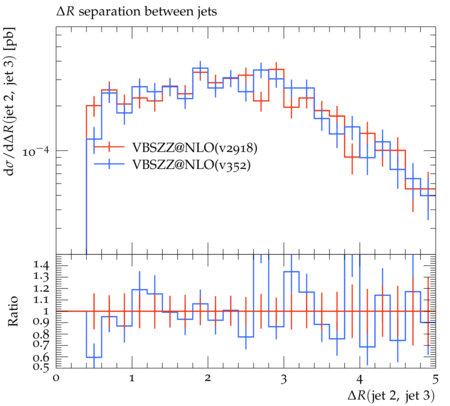 ΔR separation between jets
dσ/dΔR(jet 2, jet 3) [pb]
10⁻⁴
VBSZZ@NLO(v2918)
VBSZZ@NLO(v352)
Ratio
1.4
1.3
1.2
1.1
1
0.9
0.8
0.7
0.6
0.5
0 1 2 3 4 5
ΔR(jet 2, jet 3)